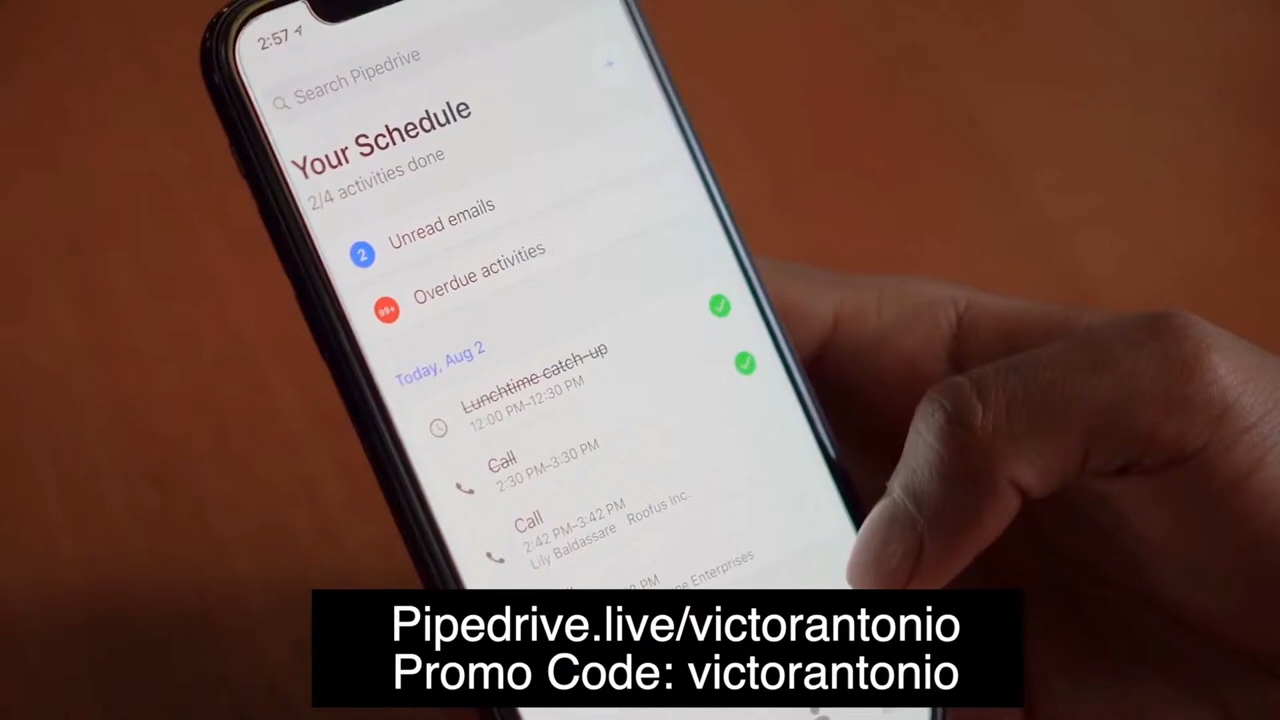 2:57
Search Pipedrive
+
Your Schedule
2/4 activities done
2 Unread emails
99+ Overdue activities
Today, Aug 2
Lunchtime catch-up
12:00 PM–12:30 PM
Call
2:30 PM–3:30 PM
Call
2:42 PM–3:42 PM
Lily Baldassare Roofus Inc.
PM
Enterprises
Pipedrive.live/victorantonio
Promo Code: victorantonio